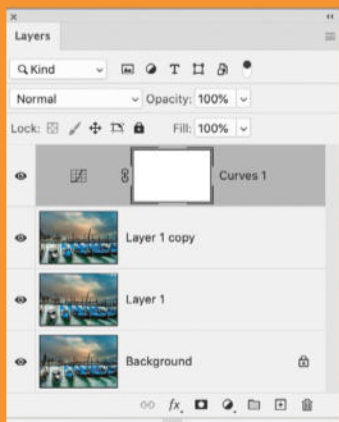 Layers
Kind
Normal Opacity: 100%
Lock: Fill: 100%
Curves 1
Layer 1 copy
Layer 1
Background
fx